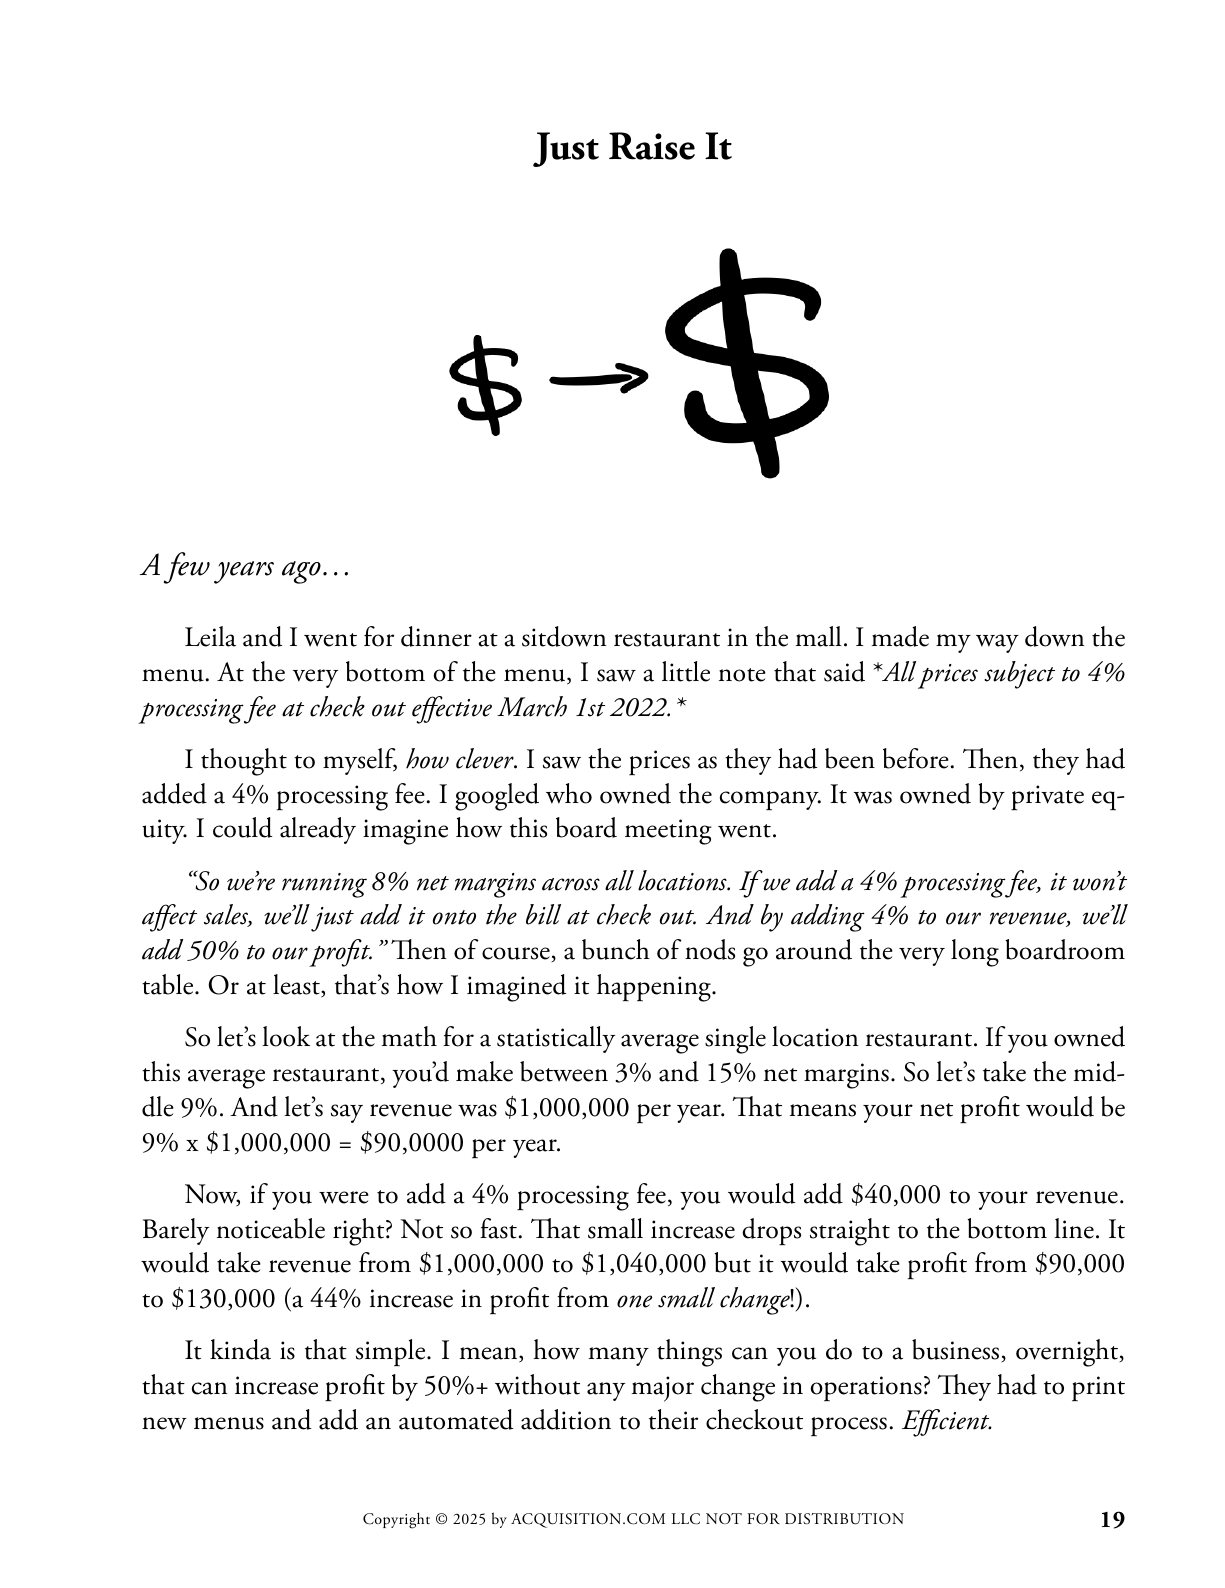 Just Raise It
$ $
A few years ago…
Leila and I went for dinner at a sitdown restaurant in the mall. I made my way down the
menu. At the very bottom of the menu, I saw a little note that said *All prices subject to 4%
processing fee at check out effective March 1st 2022.*
I thought to myself, how clever. I saw the prices as they had been before. Then, they had
added a 4% processing fee. I googled who owned the company. It was owned by private eq-
uity. I could already imagine how this board meeting went.
“So we’re running 8% net margins across all locations. If we add a 4% processing fee, it won’t
affect sales, we’ll just add it onto the bill at check out. And by adding 4% to our revenue, we’ll
add 50% to our profit.” Then of course, a bunch of nods go around the very long boardroom
table. Or at least, that’s how I imagined it happening.
So let’s look at the math for a statistically average single location restaurant. If you owned
this average restaurant, you’d make between 3% and 15% net margins. So let’s take the mid-
dle 9%. And let’s say revenue was $1,000,000 per year. That means your net profit would be
9% x $1,000,000 = $90,0000 per year.
Now, if you were to add a 4% processing fee, you would add $40,000 to your revenue.
Barely noticeable right? Not so fast. That small increase drops straight to the bottom line. It
would take revenue from $1,000,000 to $1,040,000 but it would take profit from $90,000
to $130,000 (a 44% increase in profit from one small change!).
It kinda is that simple. I mean, how many things can you do to a business, overnight,
that can increase profit by 50%+ without any major change in operations? They had to print
new menus and add an automated addition to their checkout process. Efficient.
Copyright © 2025 by ACQUISITION.COM LLC NOT FOR DISTRIBUTION
19